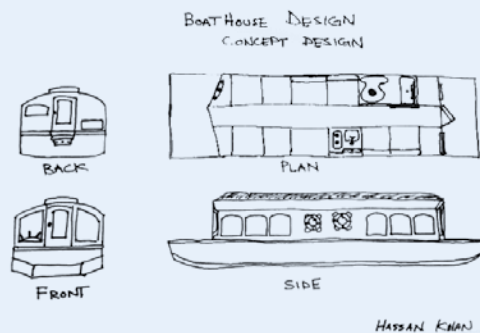 BOATHOUSE DESIGN
CONCEPT DESIGN
BACK
PLAN
FRONT
SIDE
HASSAN KHAN